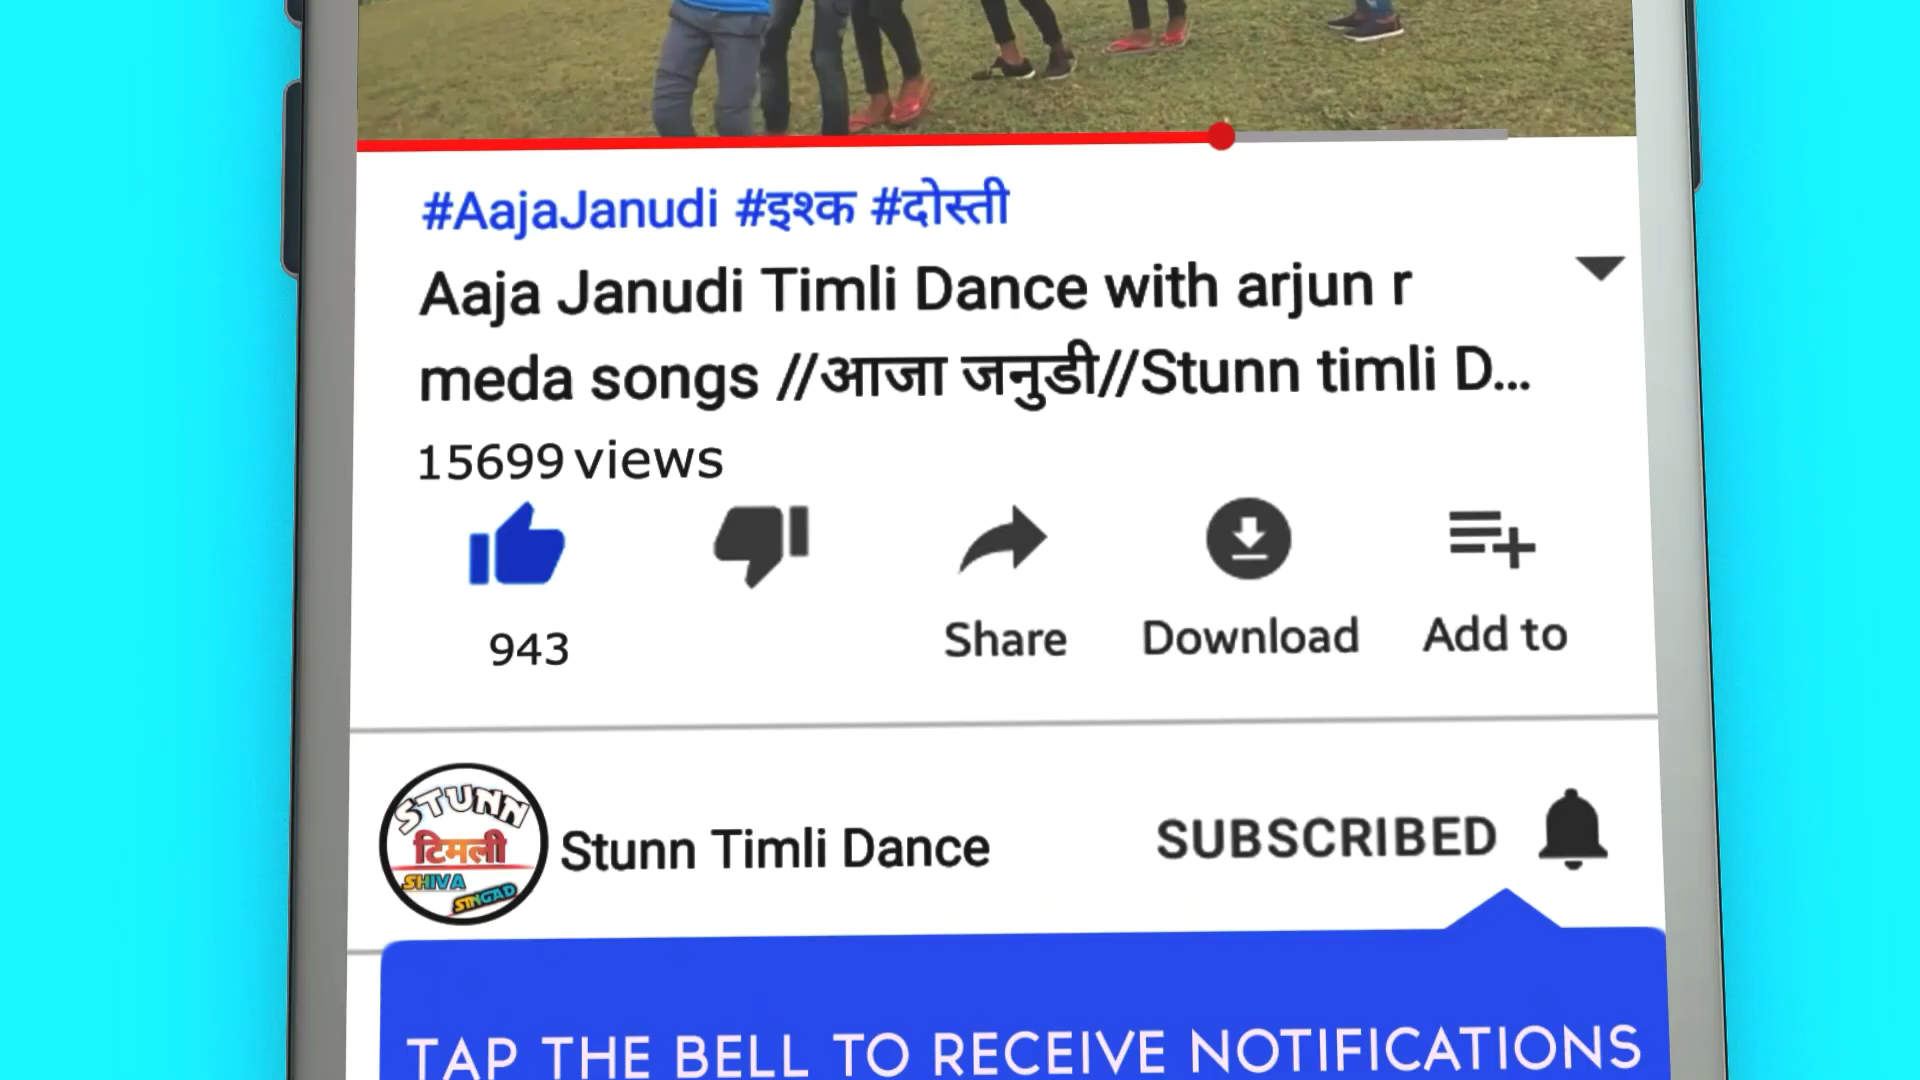 #AajaJanudi #इश्क #दोस्ती
Aaja Janudi Timli Dance with arjun r
meda songs //आजा जनुडी//Stunn timli D...
15699 views
943
Share
Download
Add to
STUNN
टिमली
SHIVA
SINGAD
Stunn Timli Dance
SUBSCRIBED
TAP THE BELL TO RECEIVE NOTIFICATIONS